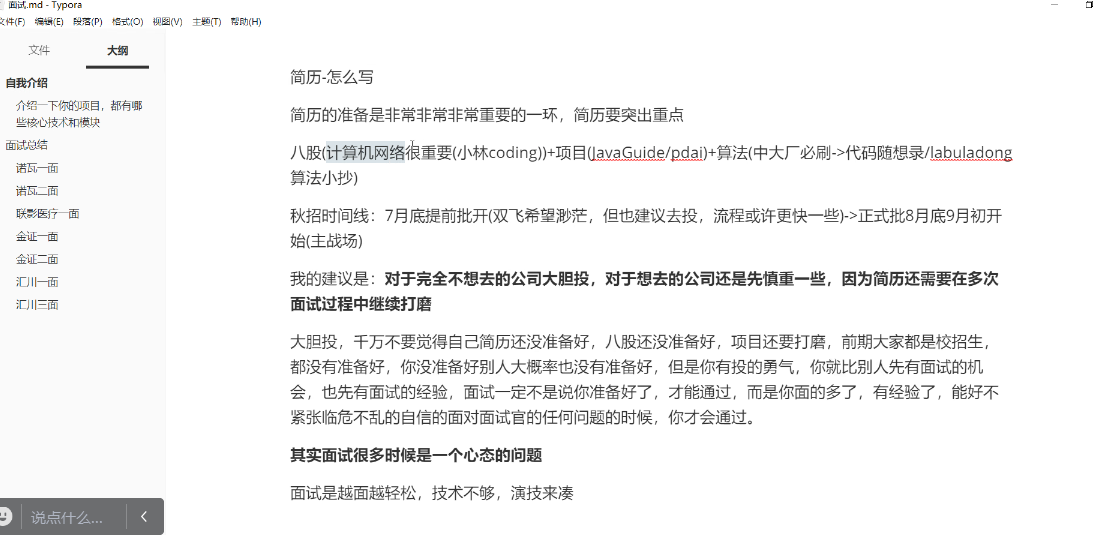 面试.md - Typora
文件(F) 编辑(E) 段落(P) 格式(O) 视图(V) 主题(T) 帮助(H)
文件 大纲
自我介绍
介绍一下你的项目，都有哪
些核心技术和模块
面试总结
诺瓦一面
诺瓦二面
联影医疗一面
金证一面
金证二面
汇川一面
汇川三面
简历-怎么写
简历的准备是非常非常非常重要的一环，简历要突出重点
八股(计算机网络很重要(小林coding))+项目(JavaGuide/pdai)+算法(中大厂必刷->代码随想录/labuladong
算法小抄)
秋招时间线：7月底提前批开(双飞希望渺茫，但也建议去投，流程或许更快一些)->正式批8月底9月初开
始(主战场)
我的建议是：对于完全不想去的公司大胆投，对于想去的公司还是先慎重一些，因为简历还需要在多次
面试过程中继续打磨
大胆投，千万不要觉得自己简历还没准备好，八股还没准备好，项目还要打磨，前期大家都是校招生，
都没有准备好，你没准备好别人大概率也没有准备好，但是你有投的勇气，你就比别人先有面试的机
会，也先有面试的经验，面试一定不是说你准备好了，才能通过，而是你面的多了，有经验了，能好不
紧张临危不乱的自信的面对面试官的任何问题的时候，你才会通过。
其实面试很多时候是一个心态的问题
面试是越面越轻松，技术不够，演技来凑
说点什么...